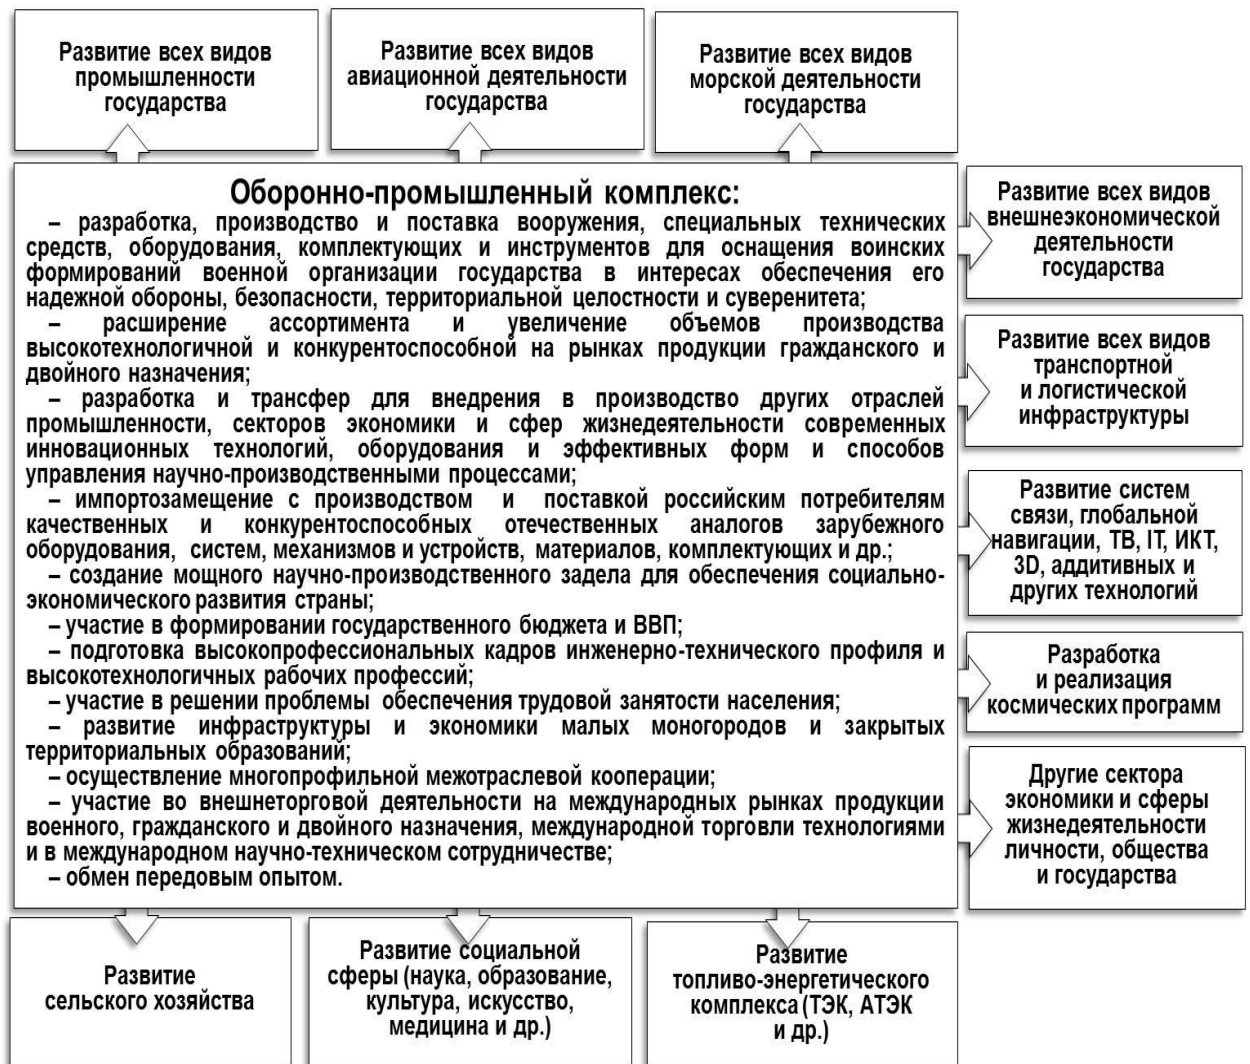 Развитие всех видов
промышленности
государства
Развитие всех видов
авиационной деятельности
государства
Развитие всех видов
морской деятельности
государства
Оборонно-промышленный комплекс:
– разработка, производство и поставка вооружения, специальных технических
средств, оборудования, комплектующих и инструментов для оснащения воинских
формирований военной организации государства в интересах обеспечения его
надежной обороны, безопасности, территориальной целостности и суверенитета;
– расширение ассортимента и увеличение объемов производства
высокотехнологичной и конкурентоспособной на рынках продукции гражданского и
двойного назначения;
– разработка и трансфер для внедрения в производство других отраслей
промышленности, секторов экономики и сфер жизнедеятельности современных
инновационных технологий, оборудования и эффективных форм и способов
управления научно-производственными процессами;
– импортозамещение с производством и поставкой российским потребителям
качественных и конкурентоспособных отечественных аналогов зарубежного
оборудования, систем, механизмов и устройств, материалов, комплектующих и др.;
– создание мощного научно-производственного задела для обеспечения социально-
экономического развития страны;
– участие в формировании государственного бюджета и ВВП;
– подготовка высокопрофессиональных кадров инженерно-технического профиля и
высокотехнологичных рабочих профессий;
– участие в решении проблемы обеспечения трудовой занятости населения;
– развитие инфраструктуры и экономики малых моногородов и закрытых
территориальных образований;
– осуществление многопрофильной межотраслевой кооперации;
– участие во внешнеторговой деятельности на международных рынках продукции
военного, гражданского и двойного назначения, международной торговли технологиями
и в международном научно-техническом сотрудничестве;
– обмен передовым опытом.
Развитие всех видов
внешнеэкономической
деятельности
государства
Развитие всех видов
транспортной
и логистической
инфраструктуры
Развитие систем
связи, глобальной
навигации, ТВ, IT, ИКТ,
3D, аддитивных и
других технологий
Разработка
и реализация
космических программ
Другие сектора
экономики и сферы
жизнедеятельности
личности, общества
и государства
Развитие
сельского хозяйства
Развитие социальной
сферы (наука, образование,
культура, искусство,
медицина и др.)
Развитие
топливо-энергетического
комплекса (ТЭК, АТЭК
и др.)